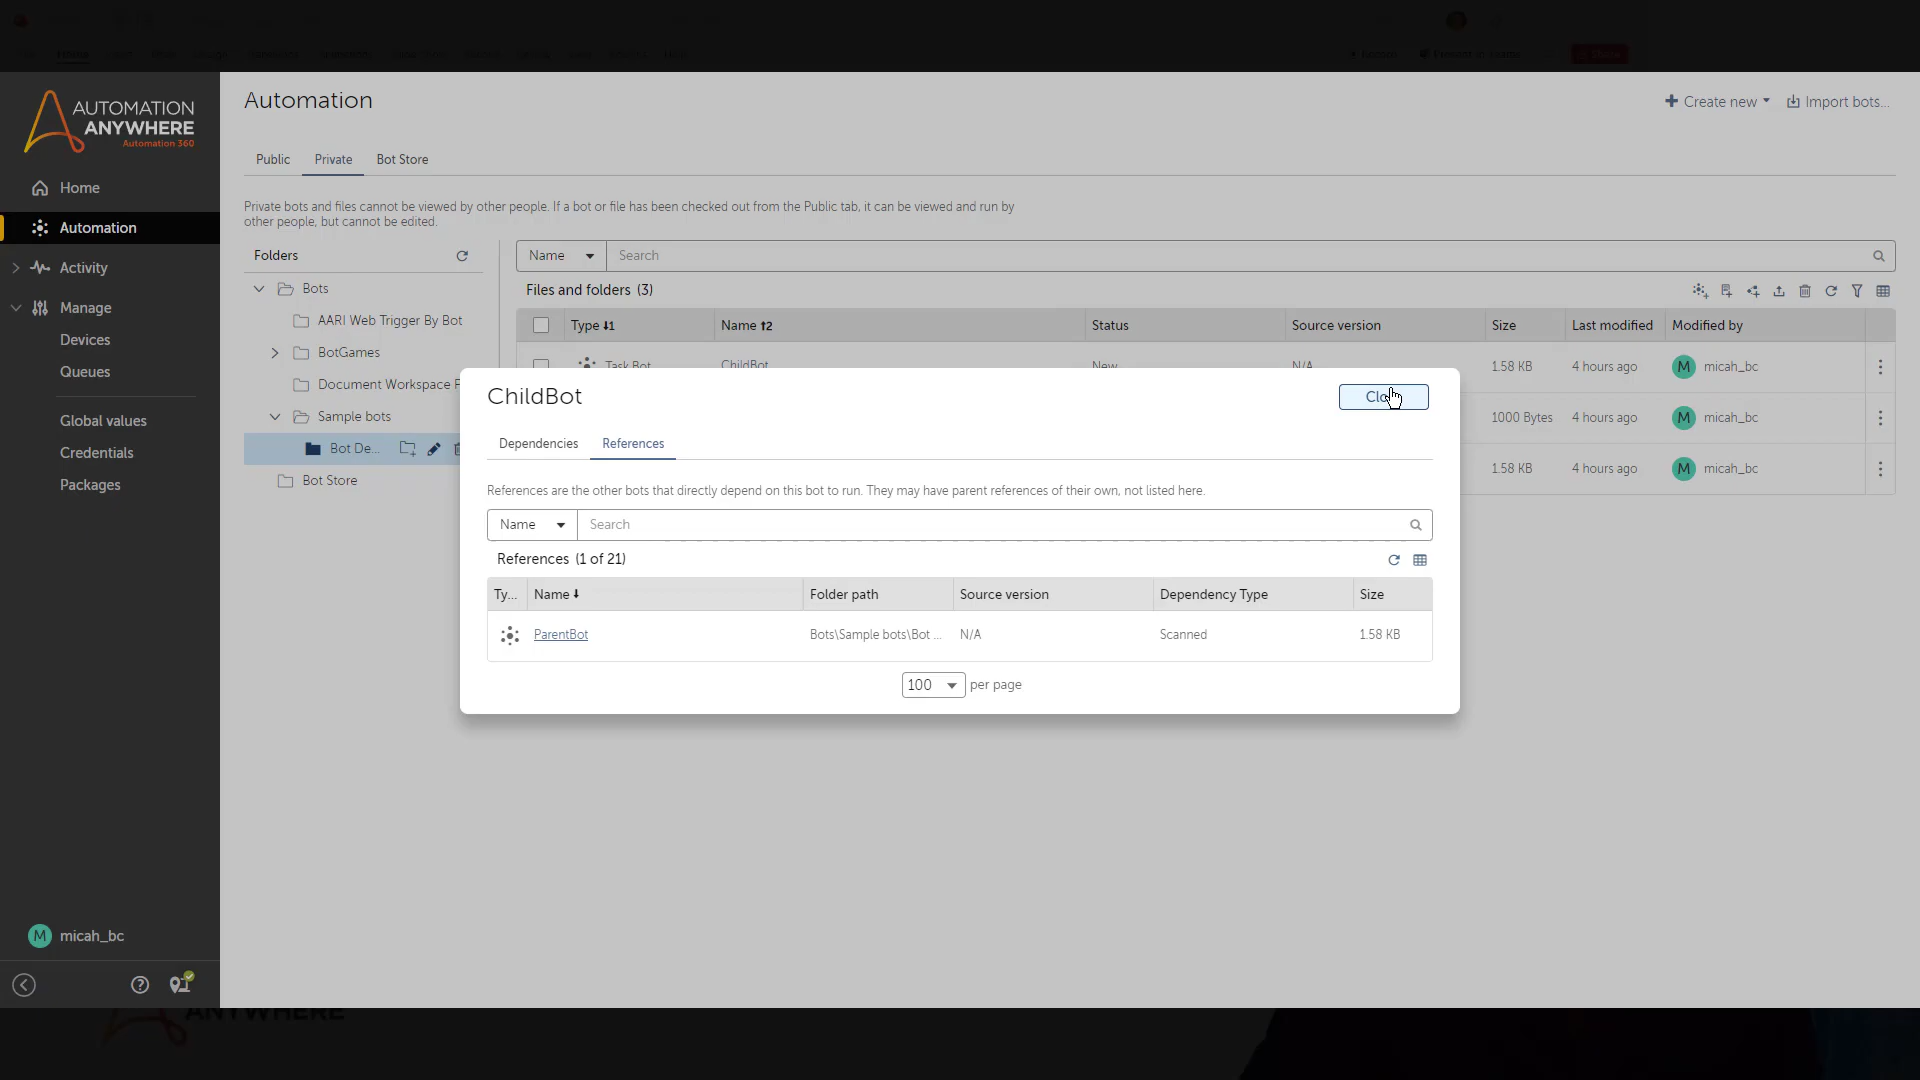 AUTOMATION
ANYWHERE
Automation 360
Home
Automation
Activity
Manage
Devices
Queues
Global values
Credentials
Packages
M micah_bc
Automation
Create new
Import bots...
Public Private Bot Store
Private bots and files cannot be viewed by other people. If a bot or file has been checked out from the Public tab, it can be viewed and run by
other people, but cannot be edited.
Folders
Bots
AARI Web Trigger By Bot
BotGames
Document Workspace
Sample bots
Bot De...
Bot Store
Name Search
Files and folders (3)
Type 1 Name 2 Status Source version Size Last modified Modified by
Task Bot ChildBot New N/A 1.58 KB 4 hours ago M micah_bc
1000 Bytes 4 hours ago M micah_bc
1.58 KB 4 hours ago M micah_bc
ChildBot
Dependencies References
References are the other bots that directly depend on this bot to run. They may have parent references of their own, not listed here.
Name Search
References (1 of 21)
Ty... Name Folder path Source version Dependency Type Size
ParentBot Bots\Sample bots\Bot ... N/A Scanned 1.58 KB
100 per page
ANYWHERE